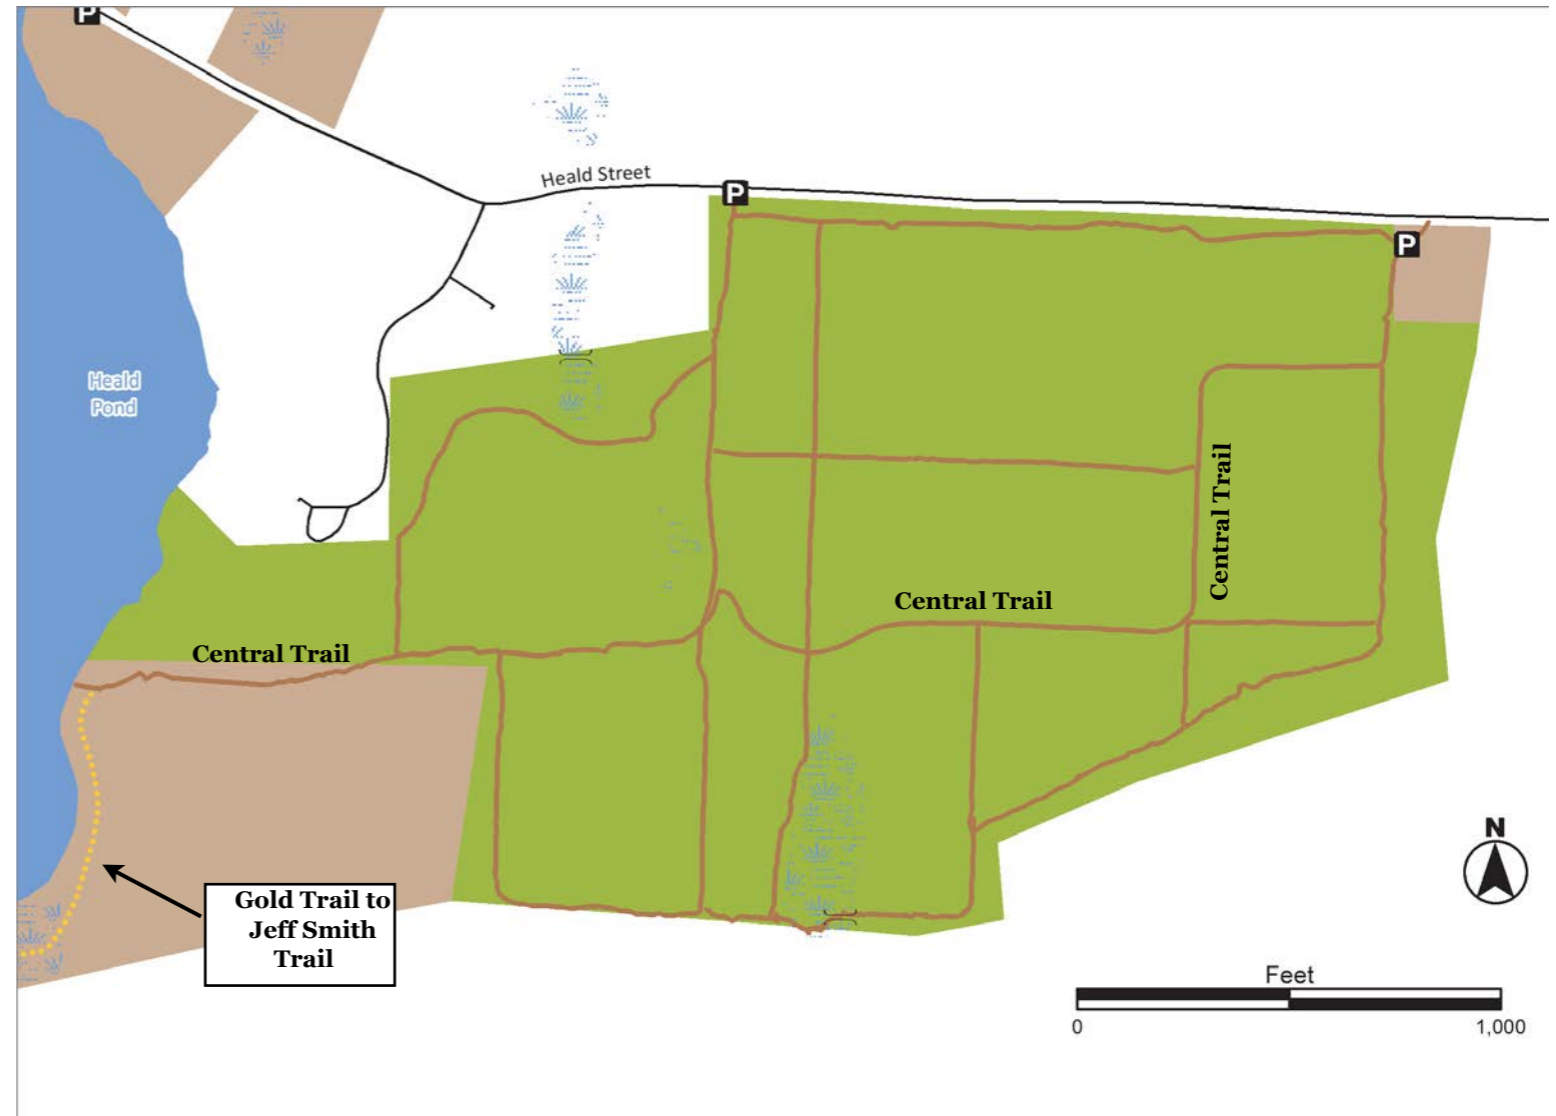 P
Heald Street
P
P
Heald
Pond
Central Trail
Central Trail
Central Trail
Gold Trail to
Jeff Smith
Trail
N
Feet
0
1,000